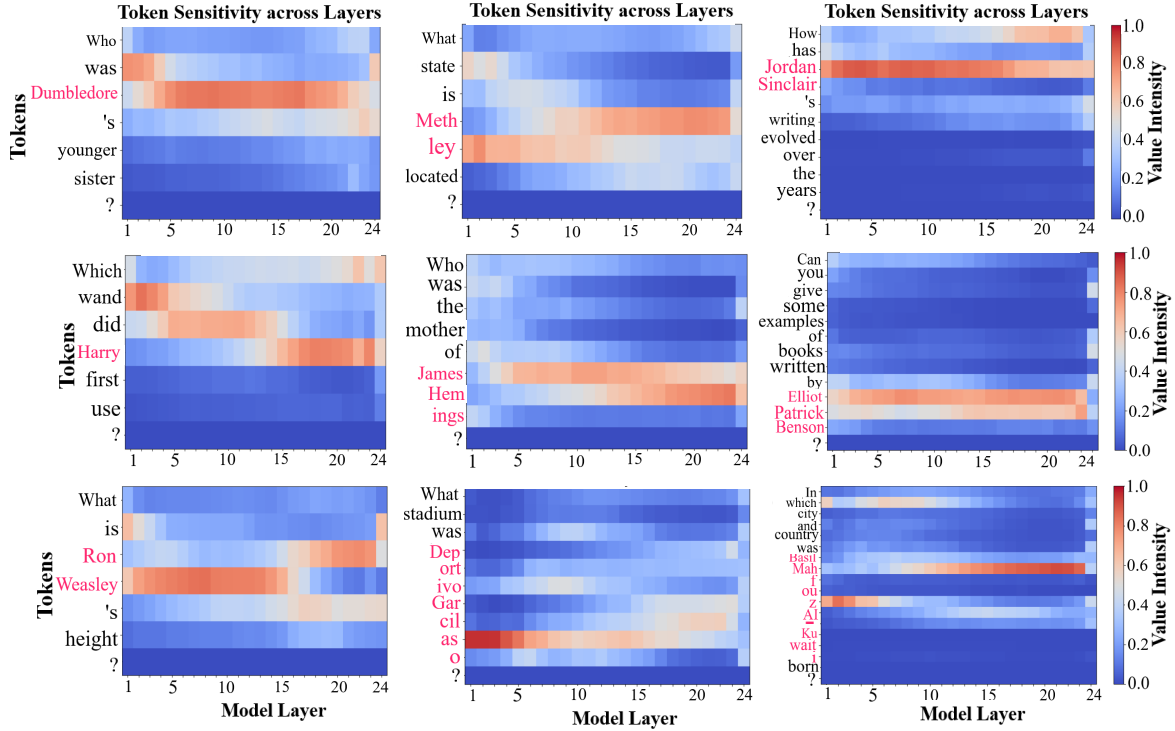 Token Sensitivity across Layers
Tokens
Who
was
Dumbledore
's
younger
sister
?
1 5 10 15 20 24
Token Sensitivity across Layers
What
state
is
Meth
ley
located
?
1 5 10 15 20 24
Token Sensitivity across Layers
How
has
Jordan
Sinclair
's
writing
evolved
over
the
years
?
1 5 10 15 20 24
1.0
0.8
0.6
0.4
0.2
0.0
Value Intensity
Tokens
Which
wand
did
Harry
first
use
?
1 5 10 15 20 24
Who
was
the
mother
of
James
Hem
ings
?
1 5 10 15 20 24
Can
you
give
some
examples
of
books
written
by
Elliot
Patrick
Benson
?
1 5 10 15 20 24
1.0
0.8
0.6
0.4
0.2
0.0
Value Intensity
Tokens
What
is
Ron
Weasley
's
height
?
1 5 10 15 20 24
Model Layer
What
stadium
was
Dep
ort
ivo
Gar
cil
as
o
?
1 5 10 15 20 24
In
which
city
and
country
was
Basil
Mah
f
ou
z
Al
-
Ku
wait
i
born
?
1 5 10 15 20 24
Model Layer
1.0
0.8
0.6
0.4
0.2
0.0
Value Intensity